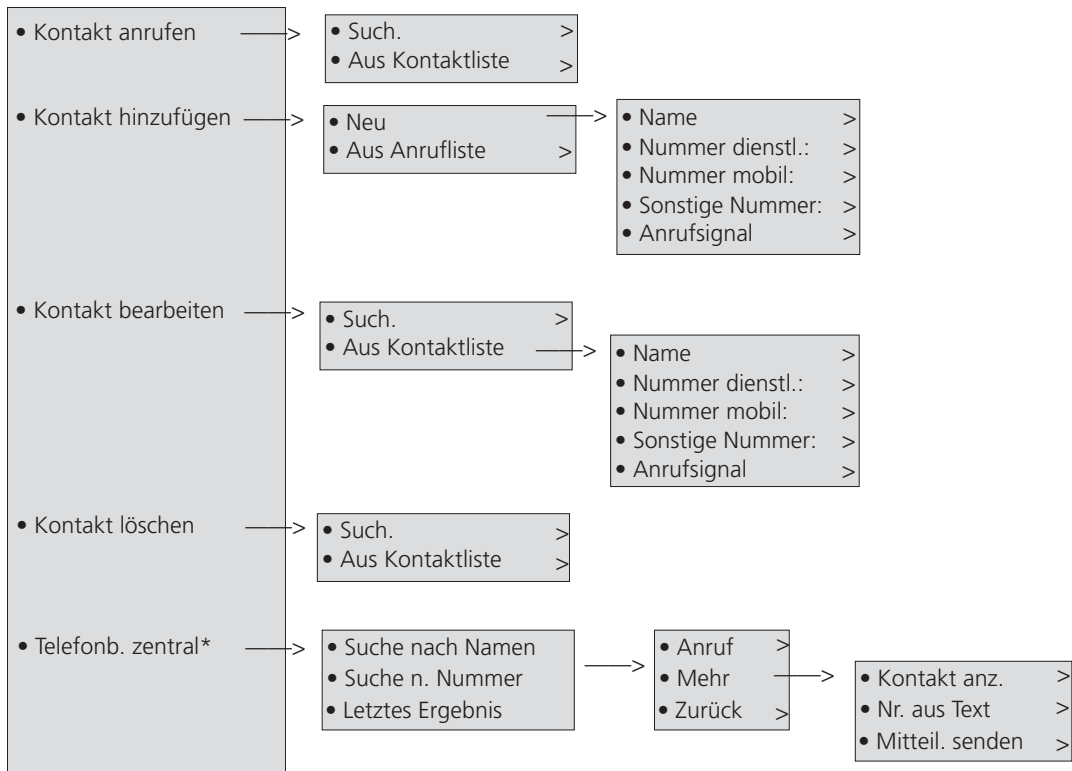 • Kontakt anrufen ——>
• Such. >
• Aus Kontaktliste >
• Kontakt hinzufügen ——>
• Neu ——>
• Aus Anrufliste >
• Name >
• Nummer dienstl.: >
• Nummer mobil: >
• Sonstige Nummer: >
• Anrufsignal >
• Kontakt bearbeiten ——>
• Such. >
• Aus Kontaktliste ——>
• Name >
• Nummer dienstl.: >
• Nummer mobil: >
• Sonstige Nummer: >
• Anrufsignal >
• Kontakt löschen ——>
• Such. >
• Aus Kontaktliste >
• Telefonb. zentral* ——>
• Suche nach Namen
• Suche n. Nummer ——>
• Letztes Ergebnis
• Anruf >
• Mehr ——>
• Zurück >
• Kontakt anz. >
• Nr. aus Text >
• Mitteil. senden >